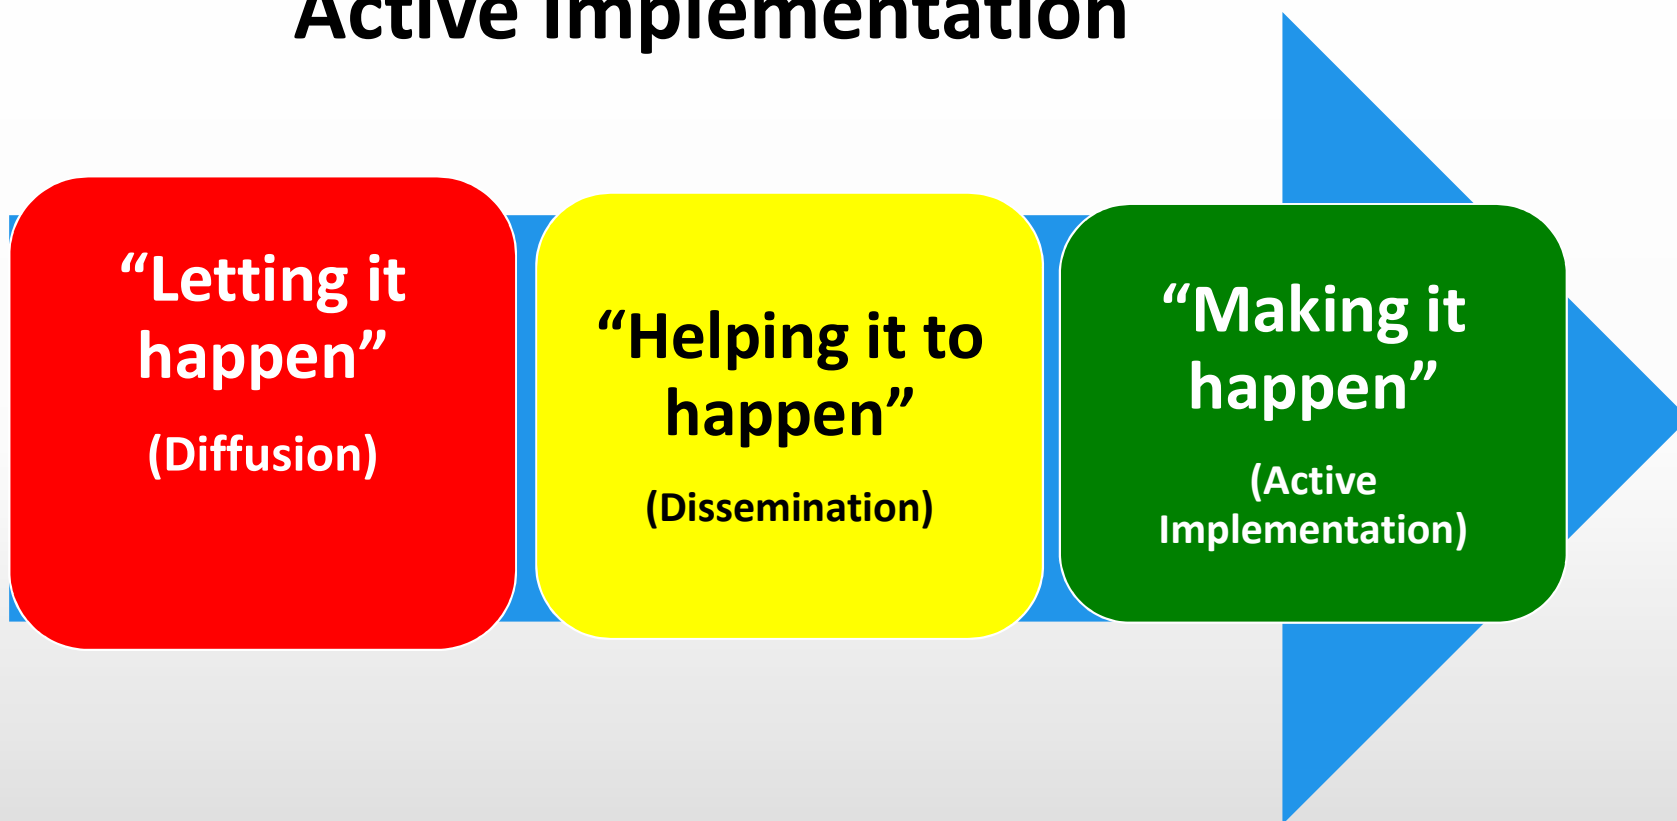 Active Implementation
“Letting it
happen”
(Diffusion)
“Helping it to
happen”
(Dissemination)
“Making it
happen”
(Active
Implementation)